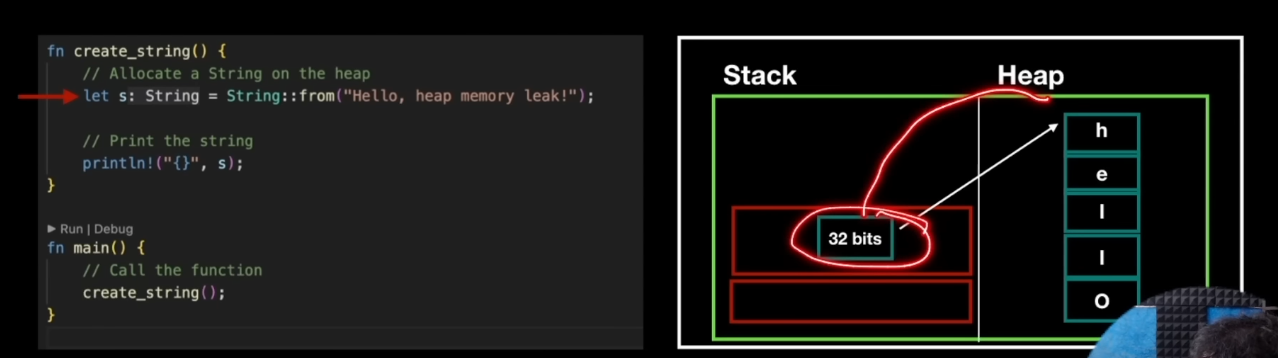 fn create_string() {
// Allocate a String on the heap
let s: String = String::from("Hello, heap memory leak!");
// Print the string
println!("{}", s);
}
▶ Run | Debug
fn main() {
// Call the function
create_string();
}
Stack
Heap
32 bits
h
e
l
l
O